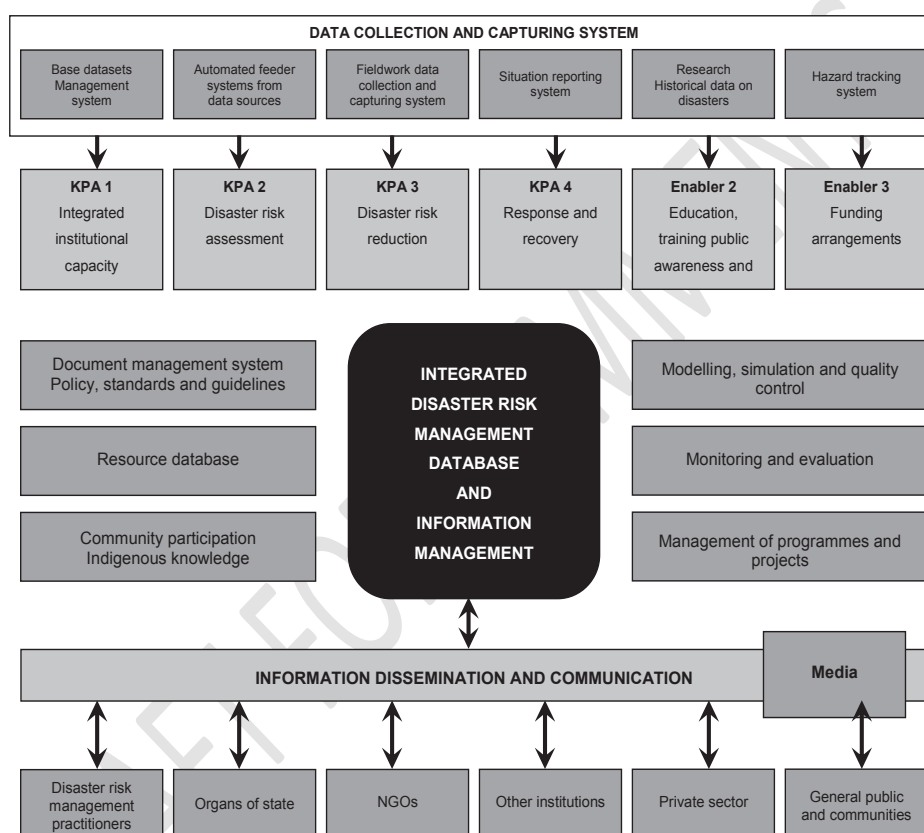 DATA COLLECTION AND CAPTURING SYSTEM
Base datasets
Management
system
Automated feeder
systems from
data sources
Fieldwork data
collection and
capturing system
Situation reporting
system
Research
Historical data on
disasters
Hazard tracking
system
KPA 1
Integrated
institutional
capacity
KPA 2
Disaster risk
assessment
KPA 3
Disaster risk
reduction
KPA 4
Response and
recovery
Enabler 2
Education,
training public
awareness and
Enabler 3
Funding
arrangements
Document management system
Policy, standards and guidelines
Resource database
Community participation
Indigenous knowledge
INTEGRATED
DISASTER RISK
MANAGEMENT
DATABASE
AND
INFORMATION
MANAGEMENT
Modelling, simulation and quality
control
Monitoring and evaluation
Management of programmes and
projects
INFORMATION DISSEMINATION AND COMMUNICATION
Media
Disaster risk
management
practitioners
Organs of state
NGOs
Other institutions
Private sector
General public
and communities